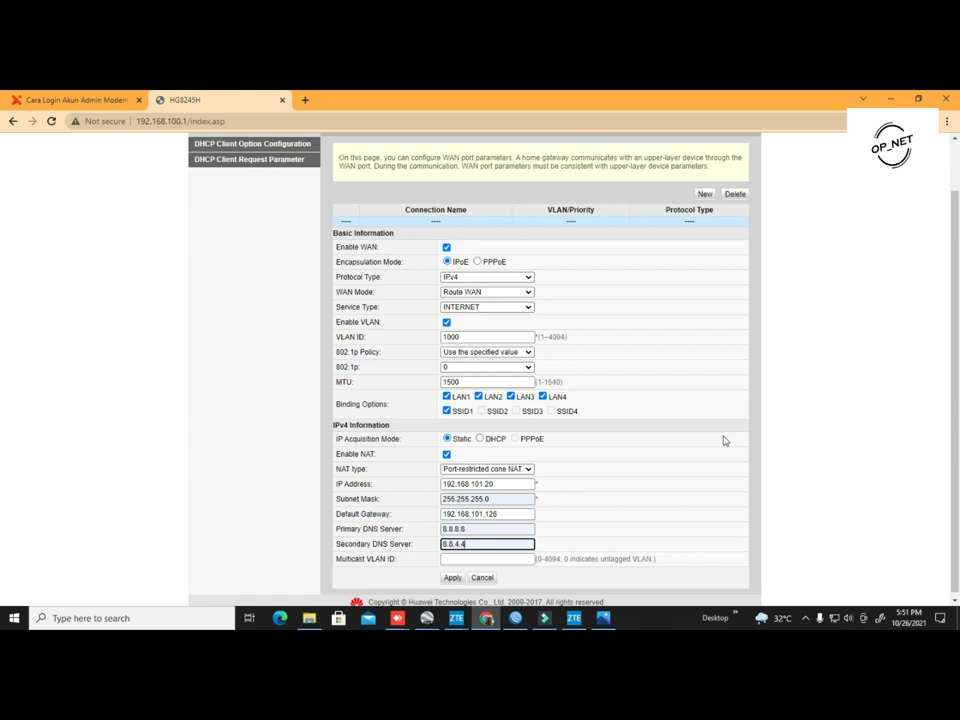 Cara Login Akun Admin Modem
HG8245H
Not secure
192.168.100.1/index.asp
OP_NET
DHCP Client Option Configuration
DHCP Client Request Parameter
On this page, you can configure WAN port parameters. A home gateway communicates with an upper-layer device through the
WAN port. During the communication, WAN port parameters must be consistent with upper-layer device parameters.
New Delete
Connection Name VLAN/Priority Protocol Type
---- ---- ---- ----
Basic Information
Enable WAN:
Encapsulation Mode: IPoE PPPoE
Protocol Type: IPv4
WAN Mode: Route WAN
Service Type: INTERNET
Enable VLAN:
VLAN ID: 1000 *(1–4094)
802.1p Policy: Use the specified value
802.1p: 0
MTU: 1500 (1-1540)
Binding Options: LAN1 LAN2 LAN3 LAN4
SSID1 SSID2 SSID3 SSID4
IPv4 Information
IP Acquisition Mode: Static DHCP PPPoE
Enable NAT:
NAT type: Port-restricted cone NAT
IP Address: 192.168.101.20 *
Subnet Mask: 255.255.255.0 *
Default Gateway: 192.168.101.126
Primary DNS Server: 8.8.8.8
Secondary DNS Server: 8.8.4.4
Multicast VLAN ID: (0-4094; 0 indicates untagged VLAN.)
Apply Cancel
Copyright © Huawei Technologies Co., Ltd. 2009-2017. All rights reserved.
Type here to search
ZTE
ZTE
Desktop
32°C
5:51 PM
10/26/2021